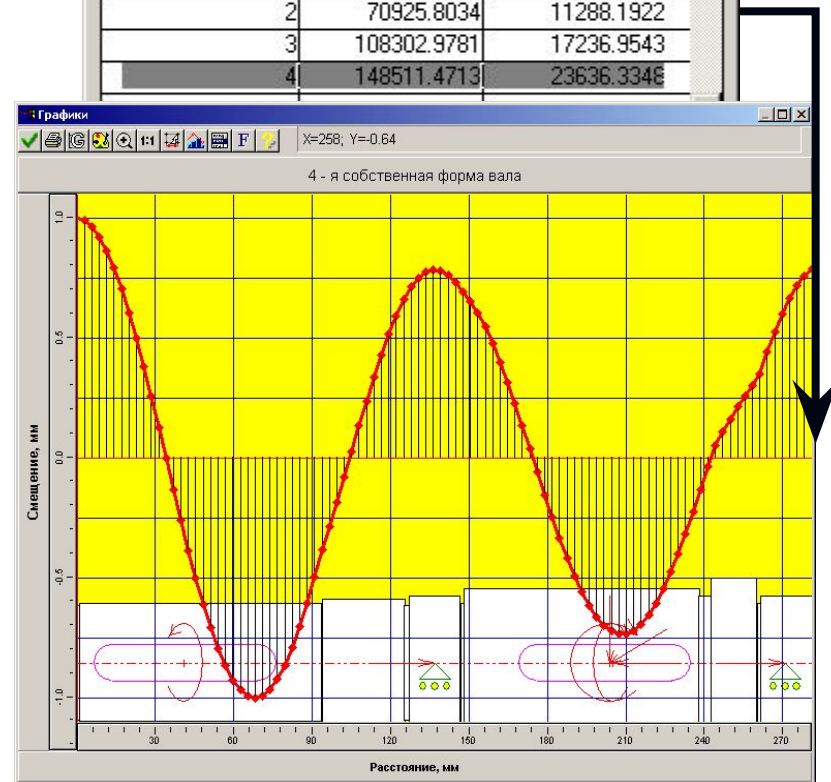 2 70925.8034 11288.1922
3 108302.9781 17236.9543
4 148511.4713 23636.3348
Графики
1:1 F X=258; Y=-0.64
4 - я собственная форма вала
1.0
0.5
0.0
-0.5
-1.0
Смещение, мм
30 60 90 120 150 180 210 240 270
Расстояние, мм